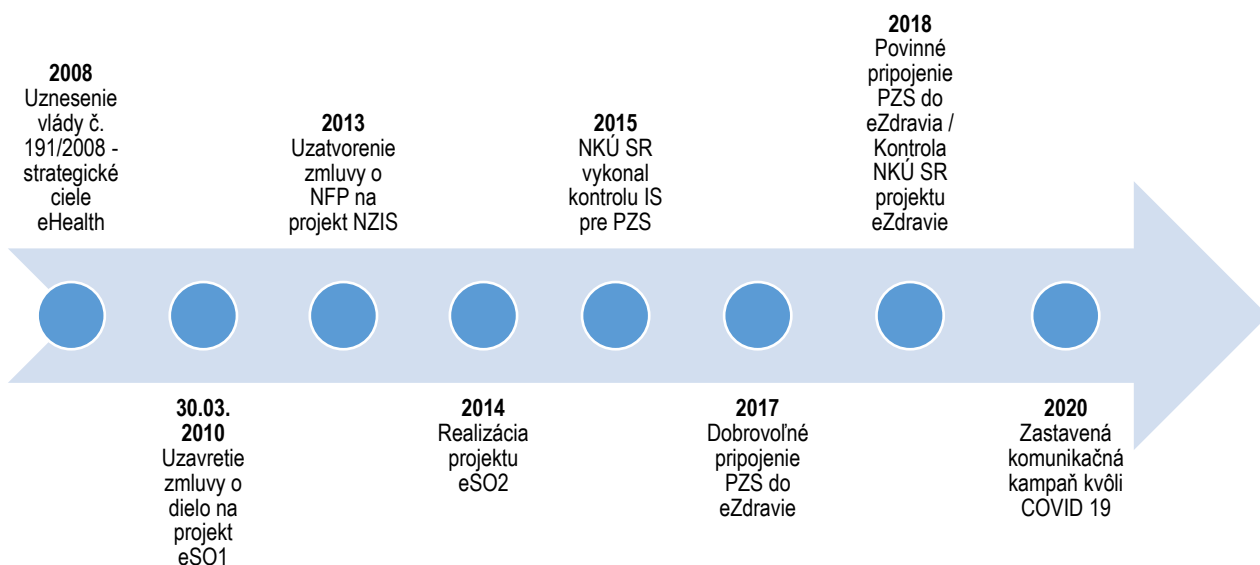 2008
Uznesenie
vlády č.
191/2008 -
strategické
ciele
eHealth
30.03.
2010
Uzavretie
zmluvy o
dielo na
projekt
eSO1
2013
Uzatvorenie
zmluvy o
NFP na
projekt NZIS
2014
Realizácia
projektu
eSO2
2015
NKÚ SR
vykonal
kontrolu IS
pre PZS
2017
Dobrovoľné
pripojenie
PZS do
eZdravie
2018
Povinné
pripojenie
PZS do
eZdravia /
Kontrola
NKÚ SR
projektu
eZdravie
2020
Zastavená
komunikačná
kampaň kvôli
COVID 19